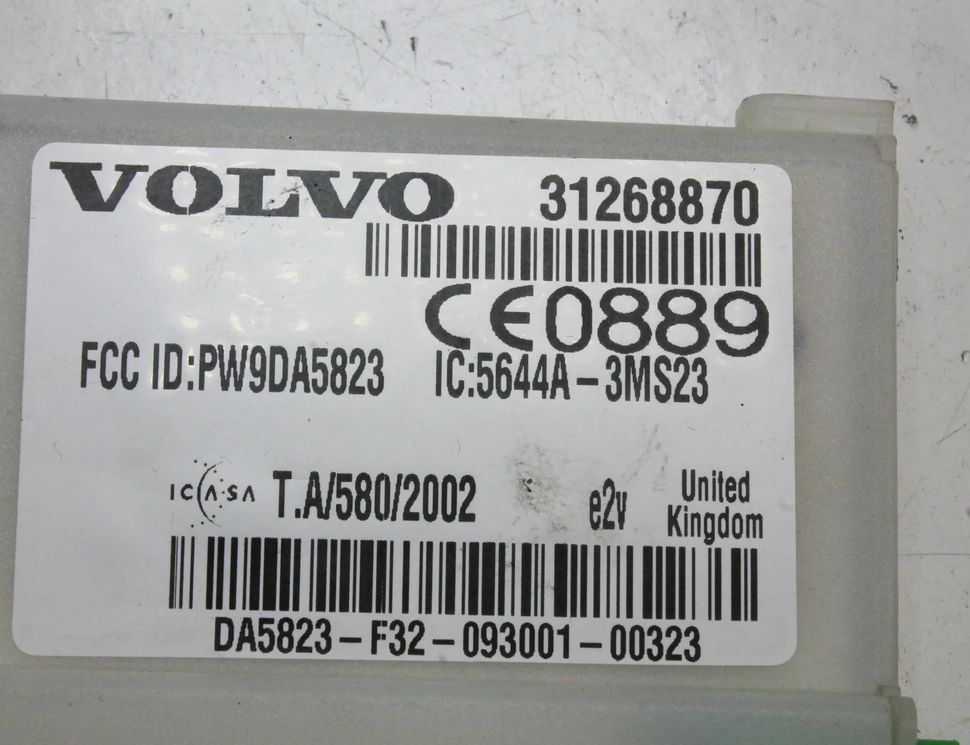 VOLVO 31268870
CE0889
FCC ID:PW9DA5823 IC:5644A-3MS23
ICASA T.A/580/2002 e2v United Kingdom
DA5823-F32-093001-00323